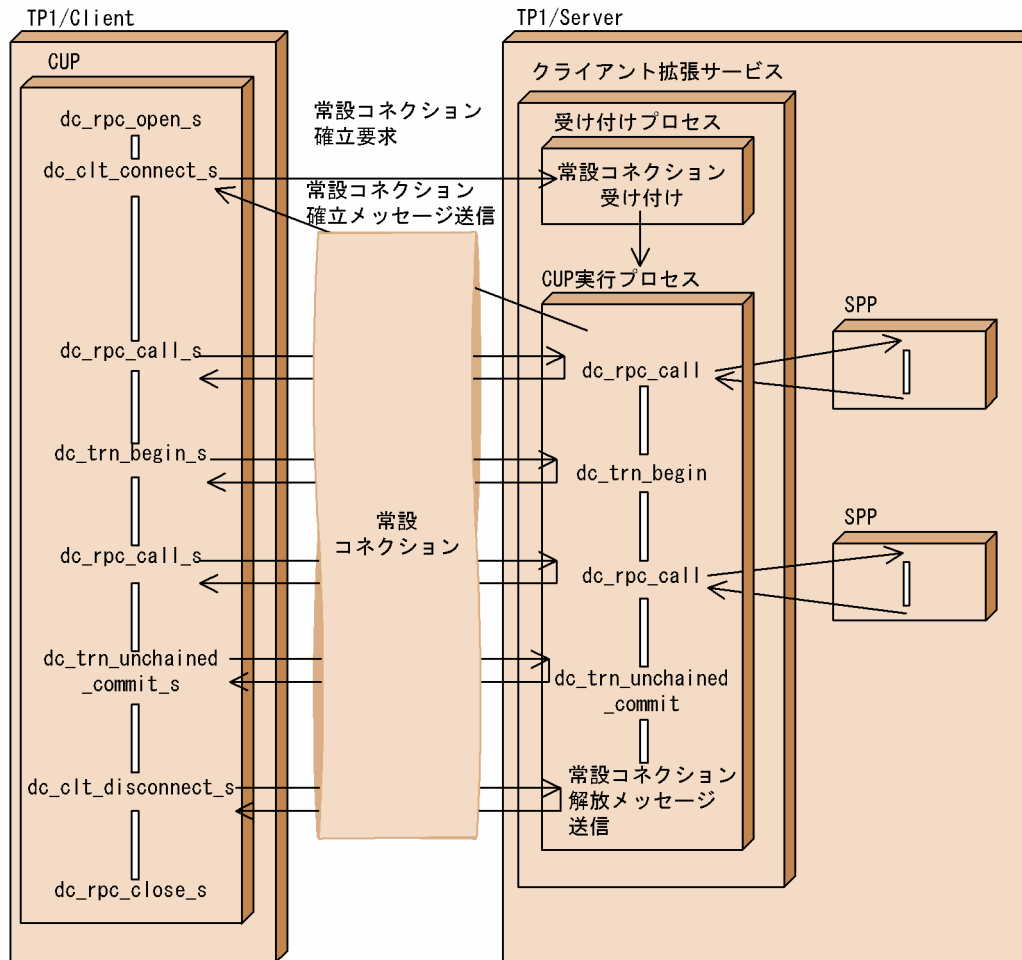 TP1/Client
CUP
dc_rpc_open_s
dc_clt_connect_s
dc_rpc_call_s
dc_trn_begin_s
dc_rpc_call_s
dc_trn_unchained
_commit_s
dc_clt_disconnect_s
dc_rpc_close_s
常設コネクション
確立要求
常設コネクション
確立メッセージ送信
常設
コネクション
TP1/Server
クライアント拡張サービス
受け付けプロセス
常設コネクション
受け付け
CUP実行プロセス
dc_rpc_call
dc_trn_begin
dc_rpc_call
dc_trn_unchained
_commit
常設コネクション
解放メッセージ
送信
SPP
SPP